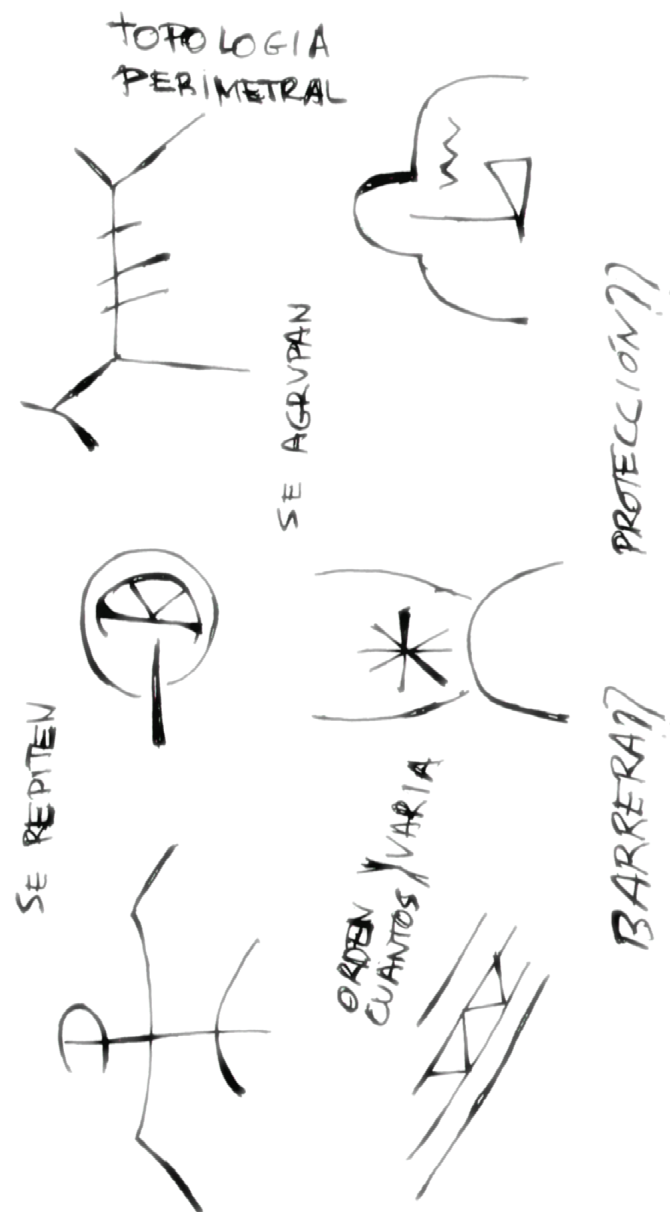 TOPOLOGIA
PERIMETRAL
SE AGRUPAN
PROTECCIÓN??
SE REPITEN
ORDEN Y VARIA
CUANTOS
BARRERA??